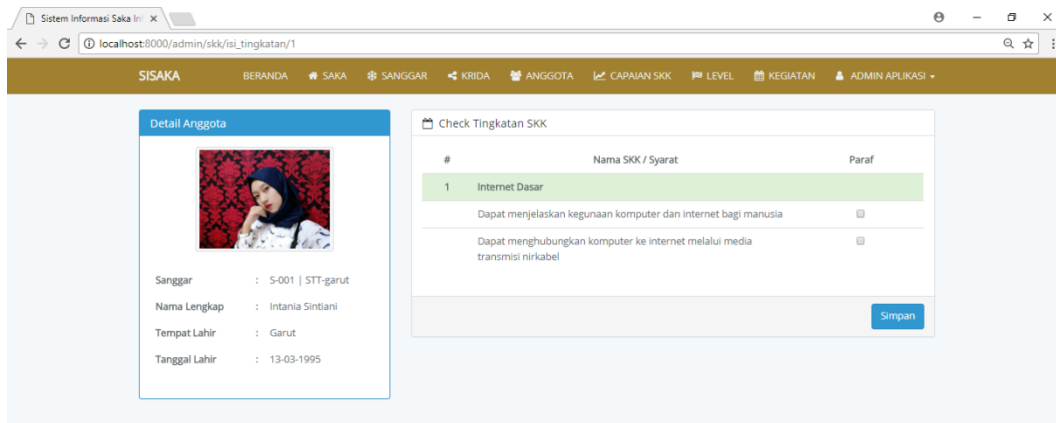 Sistem Informasi Saka Ini
localhost:8000/admin/skk/isi_tingkatan/1
SISAKA BERANDA SAKA SANGGAR KRIDA ANGGOTA CAPAIAN SKK LEVEL KEGIATAN ADMIN APLIKASI
Detail Anggota
Sanggar : S-001 | STT-garut
Nama Lengkap : Intania Sintiani
Tempat Lahir : Garut
Tanggal Lahir : 13-03-1995
Check Tingkatan SKK
# Nama SKK / Syarat Paraf
1 Internet Dasar
Dapat menjelaskan kegunaan komputer dan internet bagi manusia
Dapat menghubungkan komputer ke internet melalui media
transmisi nirkabel
Simpan